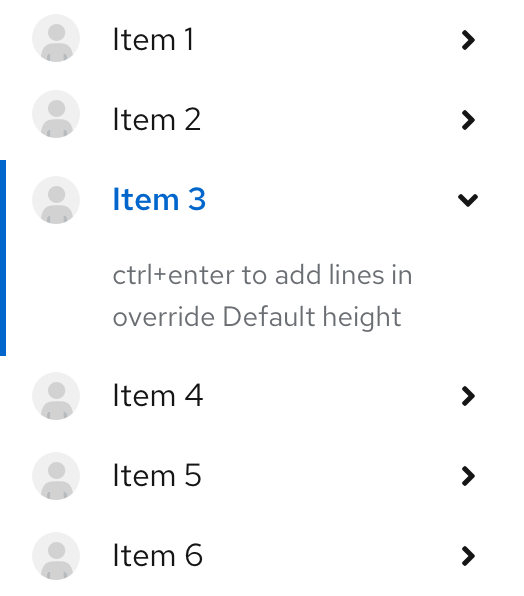 Item 1
Item 2
Item 3
ctrl+enter to add lines in
override Default height
Item 4
Item 5
Item 6